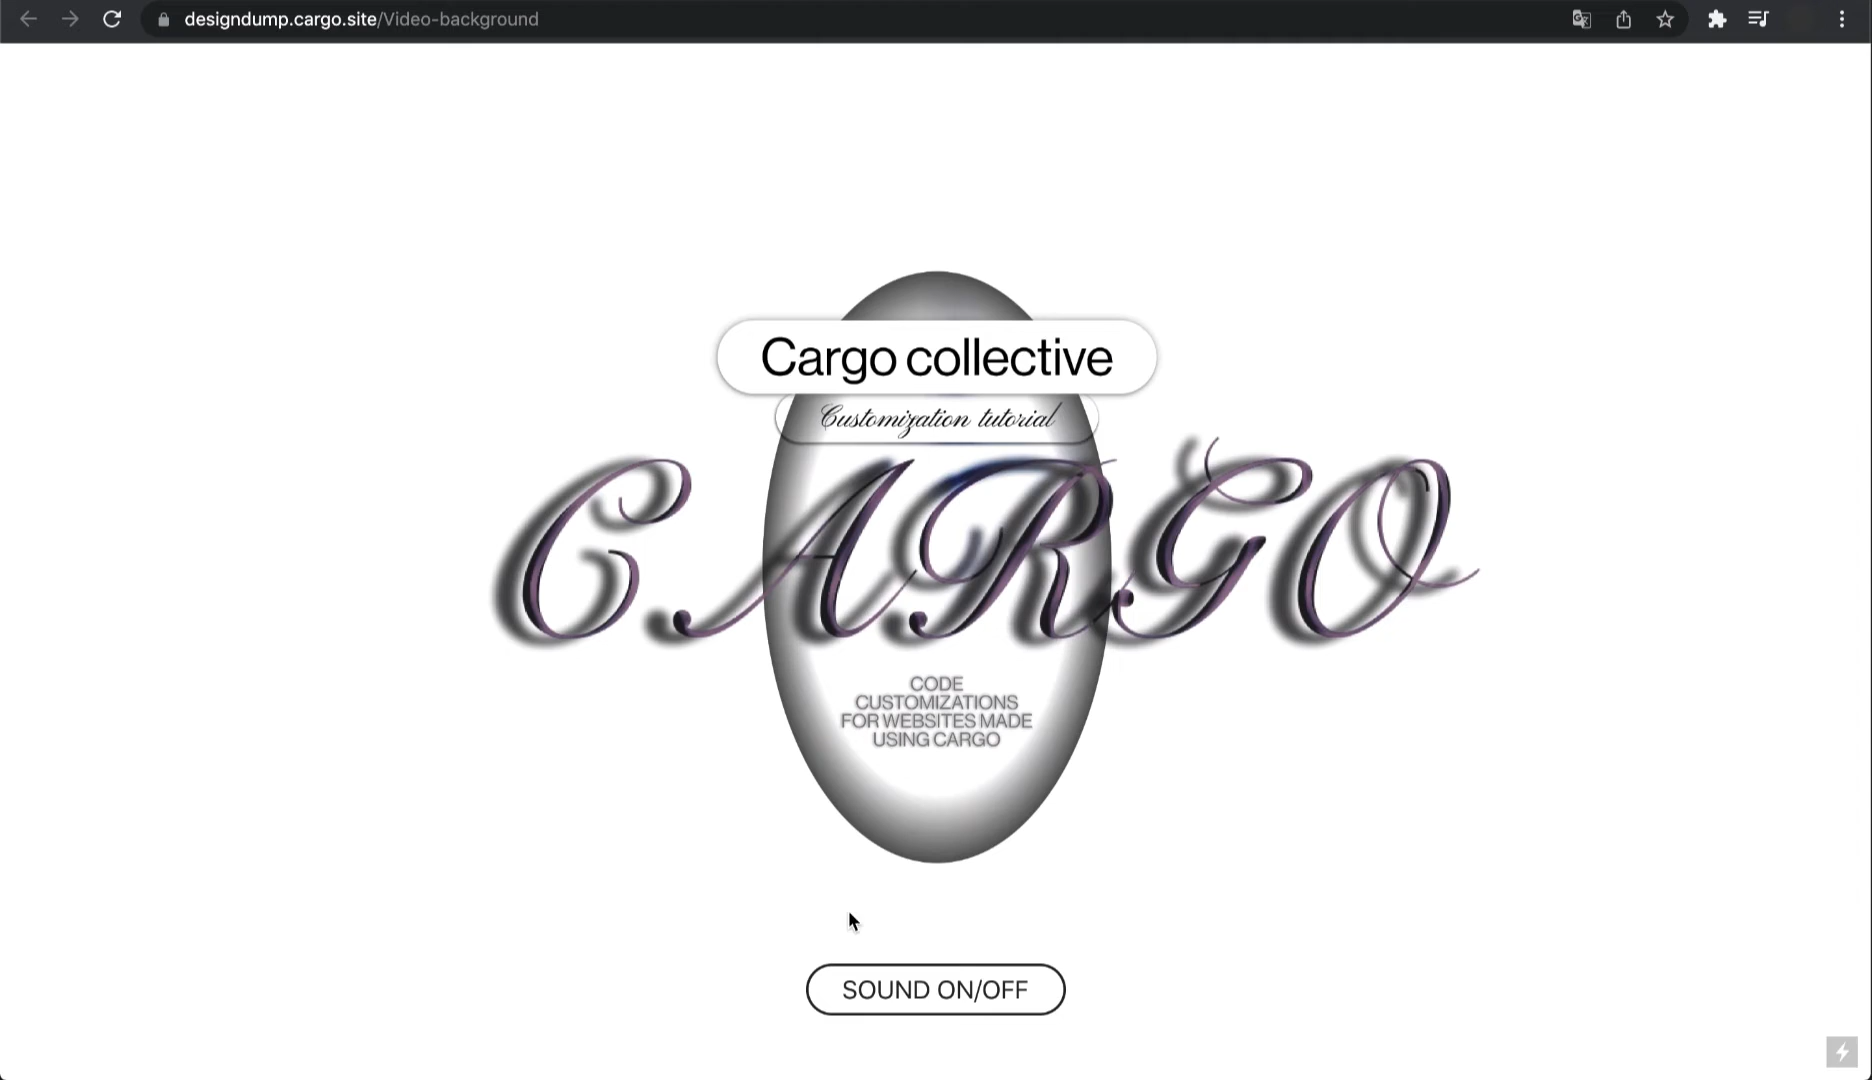 designdump.cargo.site/Video-background
Cargo collective
Customization tutorial
CARGO
CODE
CUSTOMIZATIONS
FOR WEBSITES MADE
USING CARGO
SOUND ON/OFF